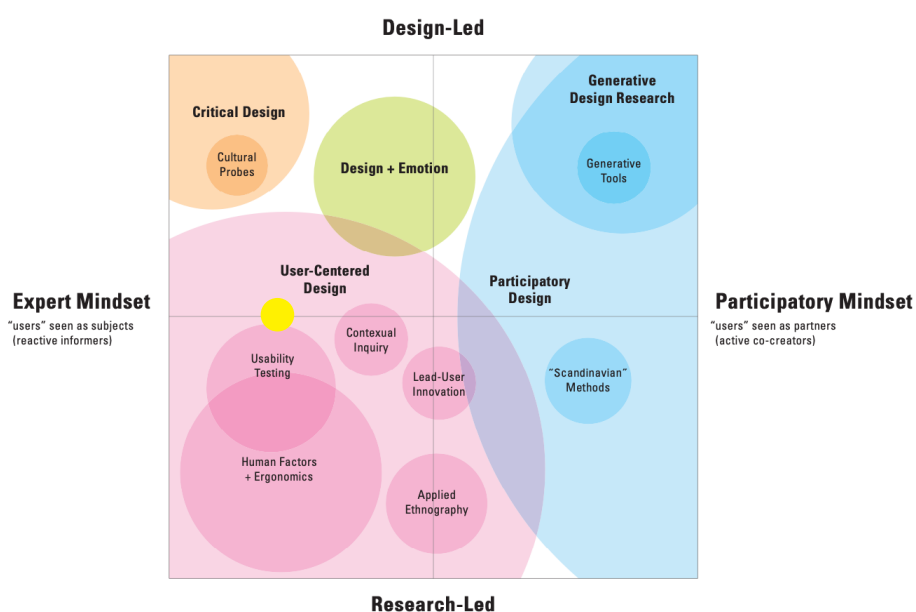 Design-Led
Generative
Design Research
Critical Design
Cultural
Probes
Design + Emotion
Generative
Tools
User-Centered
Design
Participatory
Design
Expert Mindset
"users" seen as subjects
(reactive informers)
Participatory Mindset
"users" seen as partners
(active co-creators)
Contexual
Inquiry
Usability
Testing
Lead-User
Innovation
"Scandinavian"
Methods
Human Factors
+ Ergonomics
Applied
Ethnography
Research-Led